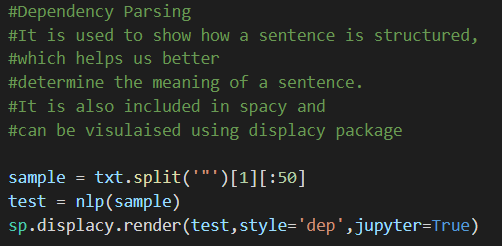 #Dependency Parsing
#It is used to show how a sentence is structured,
#which helps us better
#determine the meaning of a sentence.
#It is also included in spacy and
#can be visulaised using displacy package
sample = txt.split('"')[1][:50]
test = nlp(sample)
sp.displacy.render(test,style='dep',jupyter=True)